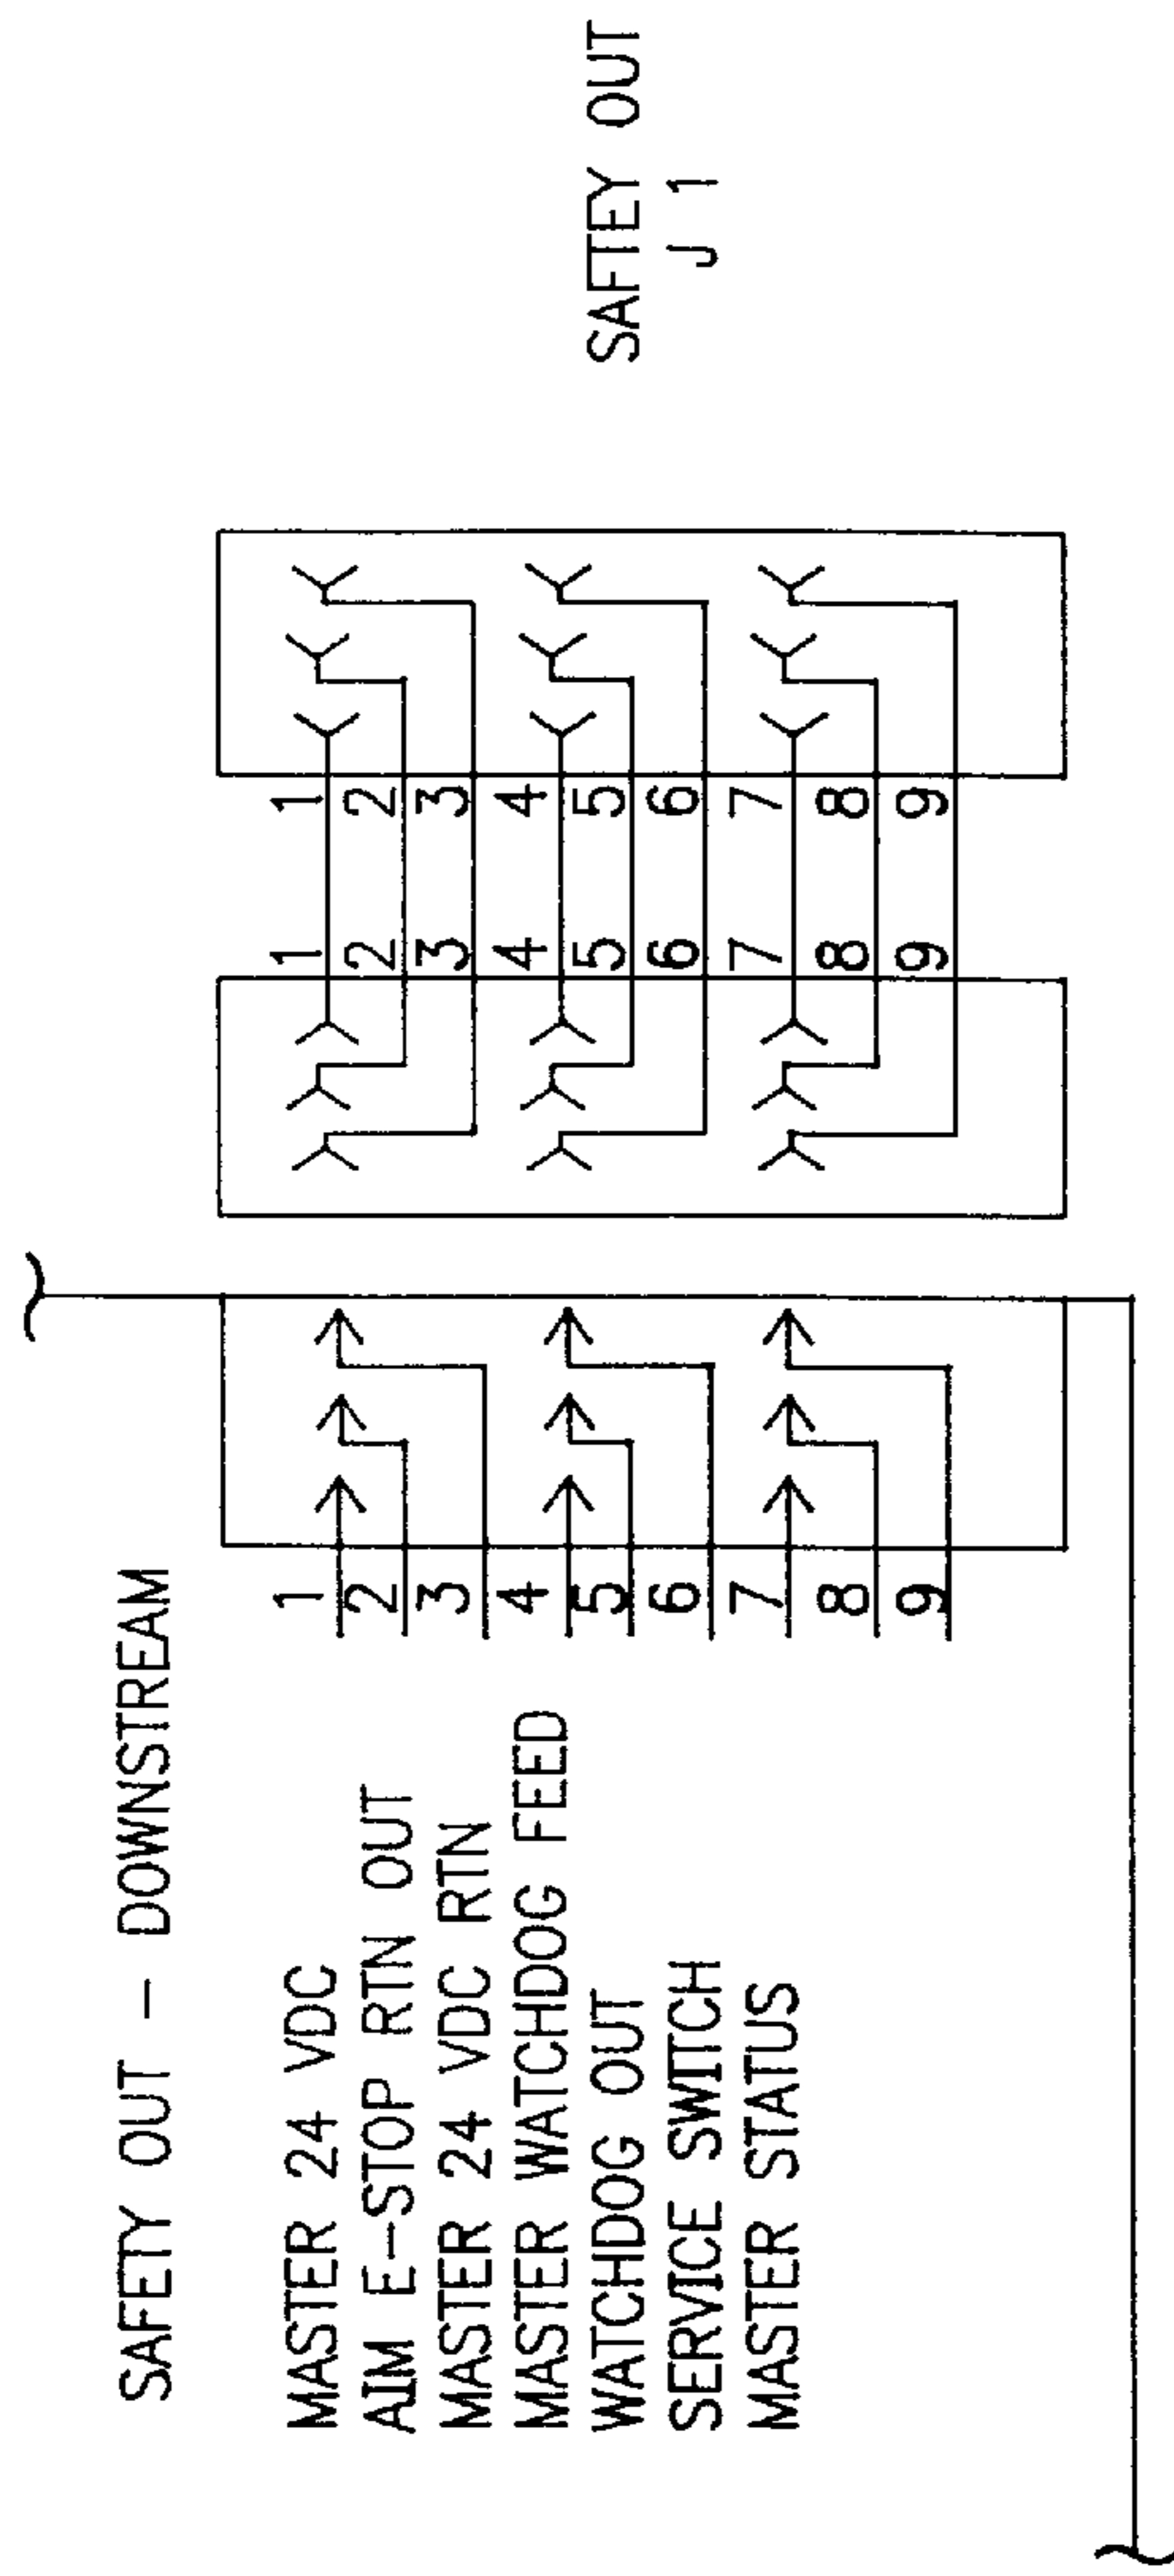 SAFETY OUT - DOWNSTREAM
MASTER 24 VDC 1
AIM E-STOP RTN OUT 2
MASTER 24 VDC RTN 3
MASTER WATCHDOG FEED 4
WATCHDOG OUT 5
SERVICE SWITCH 6
MASTER STATUS 7
8
9
1 1
2 2
3 3
4 4
5 5
6 6
7 7
8 8
9 9
SAFTEY OUT
J 1